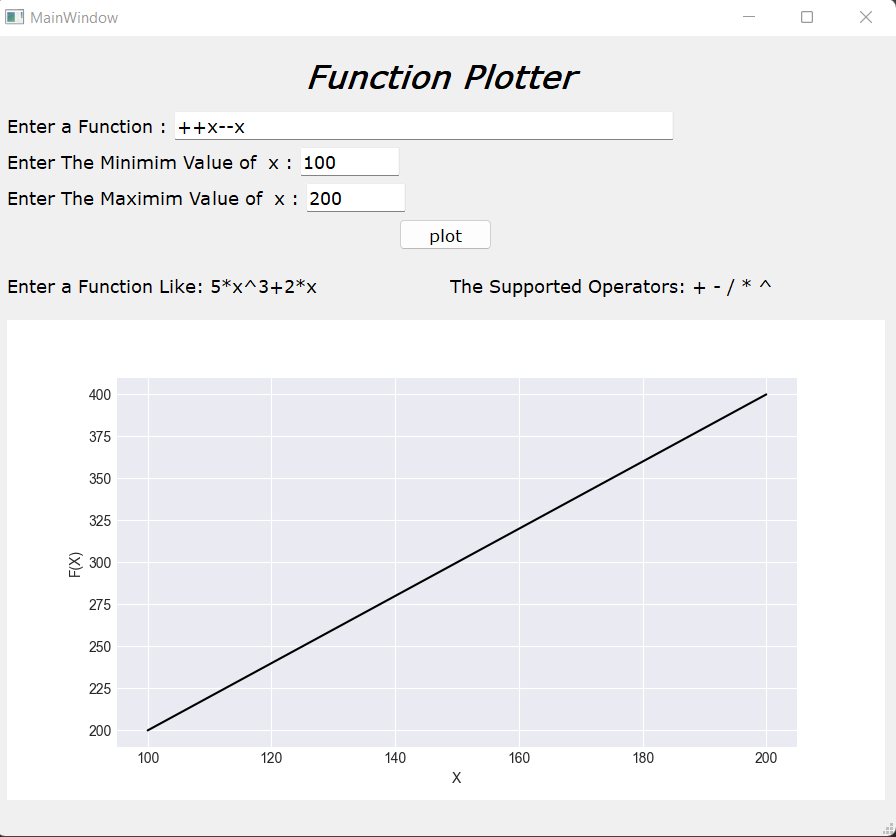 MainWindow
Function Plotter
Enter a Function : ++x--x
Enter The Minimim Value of x : 100
Enter The Maximim Value of x : 200
plot
Enter a Function Like: 5*x^3+2*x
The Supported Operators: + - / * ^
400
375
350
325
300
275
250
225
200
F(X)
100 120 140 160 180 200
X